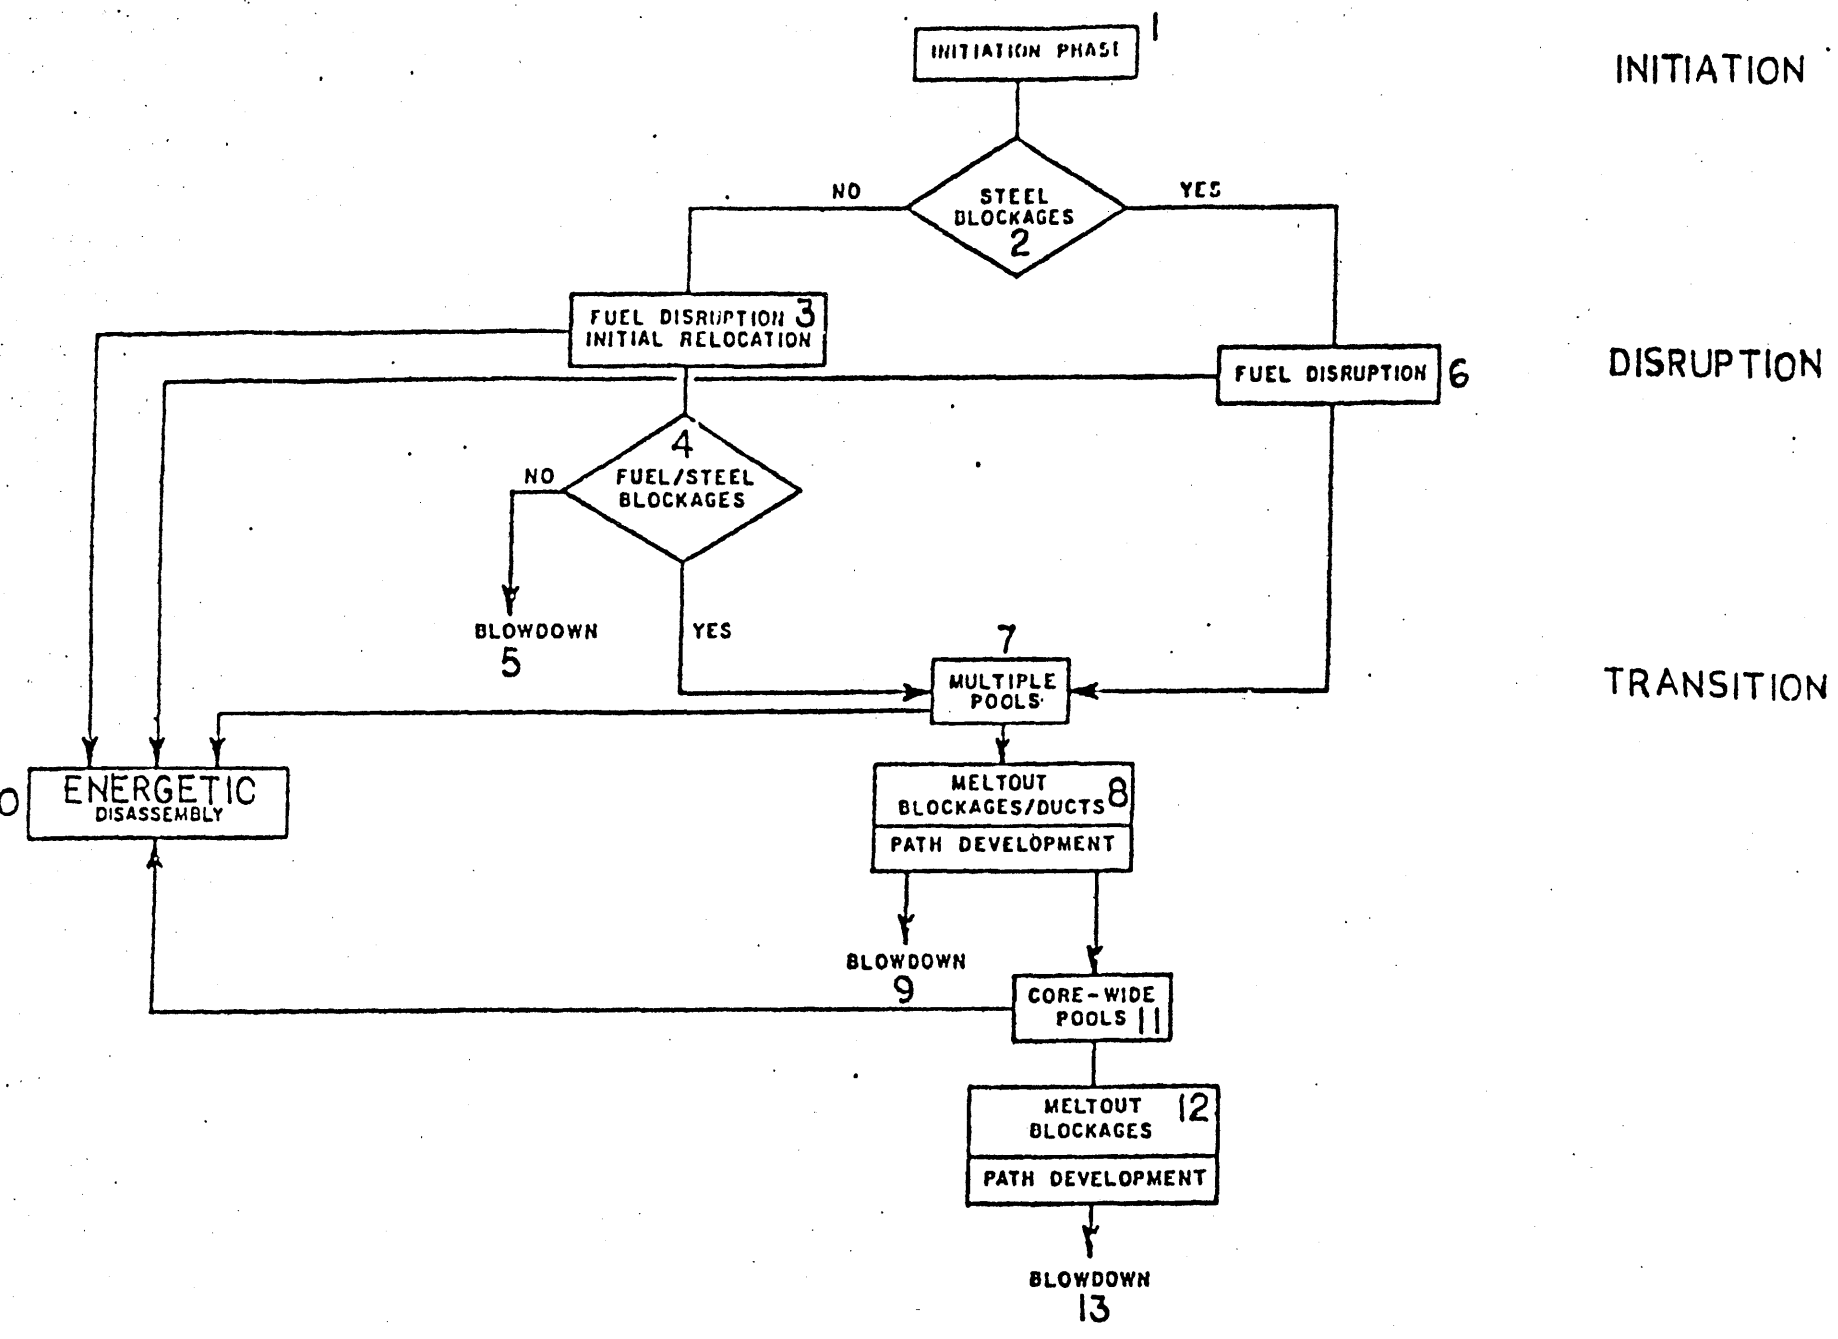 1
INITIATION PHASE
INITIATION
NO
YES
STEEL
BLOCKAGES
2
FUEL DISRUPTION 3
INITIAL RELOCATION
FUEL DISRUPTION 6
DISRUPTION
4
FUEL/STEEL
BLOCKAGES
NO
BLOWDOWN
5
YES
7
MULTIPLE
POOLS
TRANSITION
0
ENERGETIC
DISASSEMBLY
MELTOUT
BLOCKAGES/DUCTS 8
PATH DEVELOPMENT
BLOWDOWN
9
CORE-WIDE
POOLS 11
MELTOUT 12
BLOCKAGES
PATH DEVELOPMENT
BLOWDOWN
13